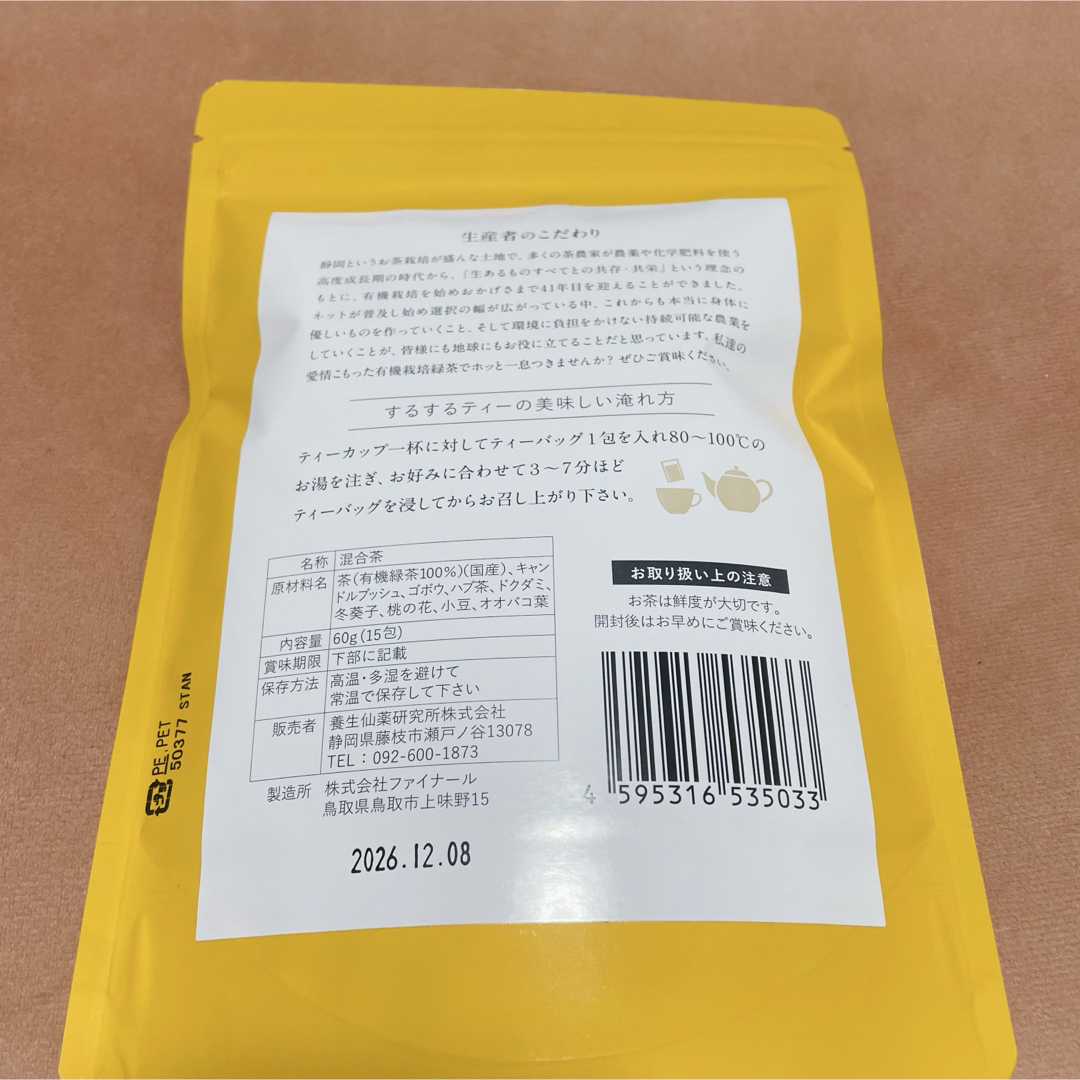 生産者のこだわり
静岡というお茶栽培が盛んな土地で、多くの茶農家が農薬や化学肥料を使う
高度成長期の時代から、「生あるものすべてとの共存・共栄」という理念の
もとに、有機栽培を始めおかげさまで41年目を迎えることができました。
ネットが普及し始め選択の幅が広がっている中、これからも本当に身体に
優しいものを作っていくこと、そして環境に負担をかけない持続可能な農業を
していくことが、皆様にも地球にもお役に立てることだと思っています。私達の
愛情こもった有機栽培緑茶でホッと一息つきませんか？ぜひご賞味ください。
するするティーの美味しい淹れ方
ティーカップ一杯に対してティーバッグ1包を入れ80〜100℃の
お湯を注ぎ、お好みに合わせて3〜7分ほど
ティーバッグを浸してからお召し上がり下さい。
名称 混合茶
原材料名 茶(有機緑茶100%)(国産)、キャン
ドルブッシュ、ゴボウ、ハブ茶、ドクダミ、
冬葵子、桃の花、小豆、オオバコ葉
内容量 60g(15包)
賞味期限 下部に記載
保存方法 高温・多湿を避けて
常温で保存して下さい
販売者 養生仙薬研究所株式会社
静岡県藤枝市瀬戸ノ谷13078
TEL：092-600-1873
製造所 株式会社ファイナール
鳥取県鳥取市上味野15
2026.12.08
お取り扱い上の注意
お茶は鮮度が大切です。
開封後はお早めにご賞味ください。
4 595316 535033
プラ PE,PET
50377 STAN